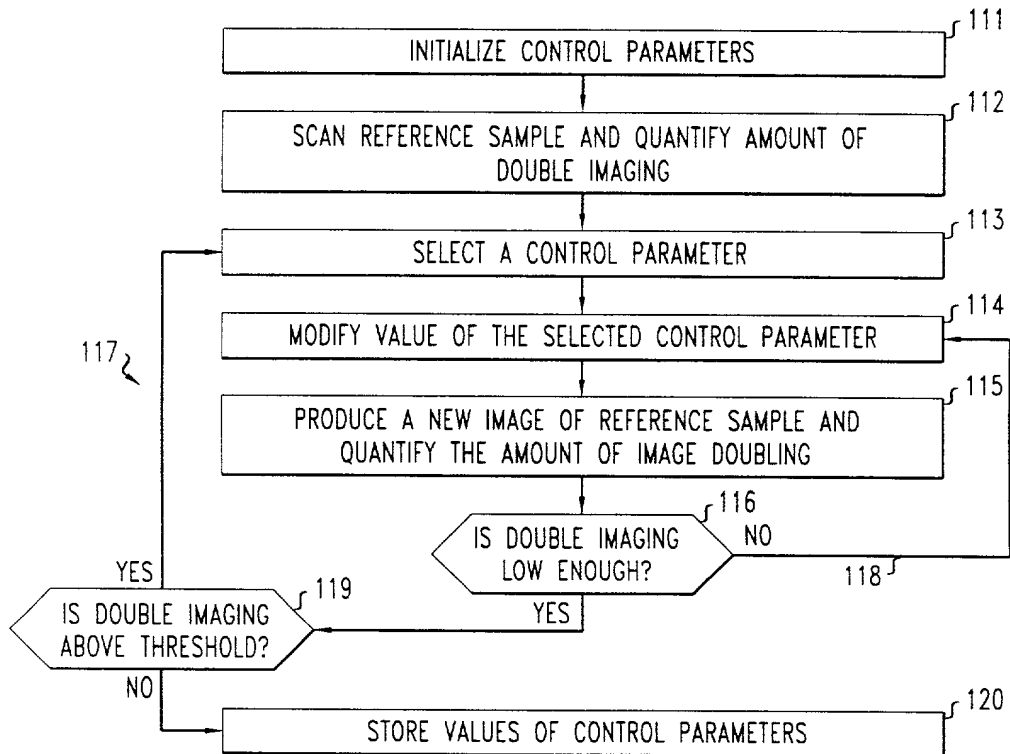 111
INITIALIZE CONTROL PARAMETERS
112
SCAN REFERENCE SAMPLE AND QUANTIFY AMOUNT OF
DOUBLE IMAGING
113
SELECT A CONTROL PARAMETER
114
MODIFY VALUE OF THE SELECTED CONTROL PARAMETER
117
115
PRODUCE A NEW IMAGE OF REFERENCE SAMPLE AND
QUANTIFY THE AMOUNT OF IMAGE DOUBLING
116
IS DOUBLE IMAGING
LOW ENOUGH?
NO
118
YES
YES
119
IS DOUBLE IMAGING
ABOVE THRESHOLD?
NO
120
STORE VALUES OF CONTROL PARAMETERS